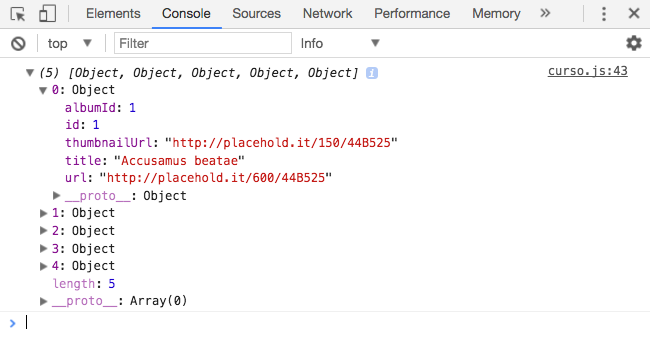 Elements Console Sources Network Performance Memory »
top ▼ Filter Info ▼
▼ (5) [Object, Object, Object, Object, Object] i curso.js:43
▼ 0: Object
albumId: 1
id: 1
thumbnailUrl: "http://placehold.it/150/44B525"
title: "Accusamus beatae"
url: "http://placehold.it/600/44B525"
▶ __proto__: Object
▶ 1: Object
▶ 2: Object
▶ 3: Object
▶ 4: Object
length: 5
▶ __proto__: Array(0)
>